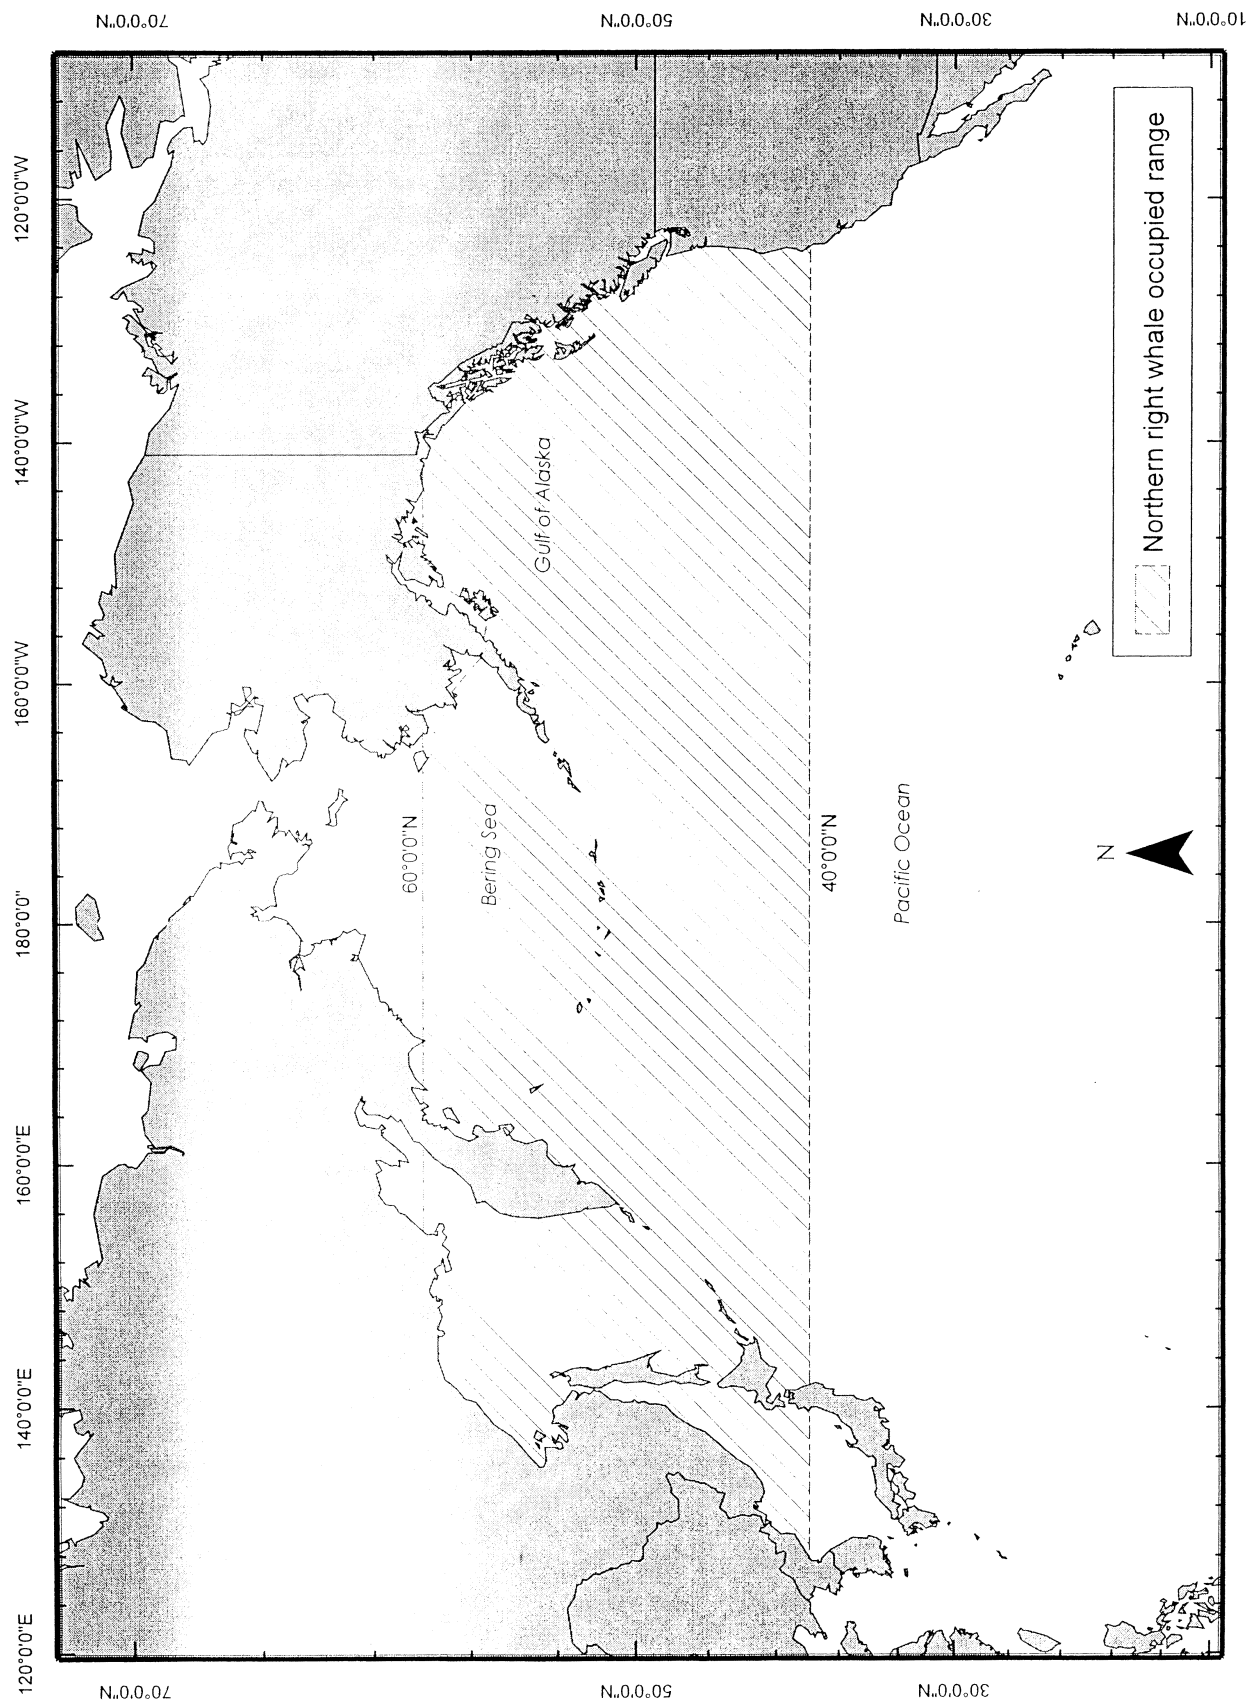 120°0'0"E
140°0'0"E
160°0'0"E
180°0'0"
160°0'0"W
140°0'0"W
120°0'0"W
70°0'0"N
70°0'0"N
60°0'0"N
Bering Sea
Gulf of Alaska
50°0'0"N
50°0'0"N
40°0'0"N
Pacific Ocean
30°0'0"N
30°0'0"N
N
Northern right whale occupied range
10°0'0"N